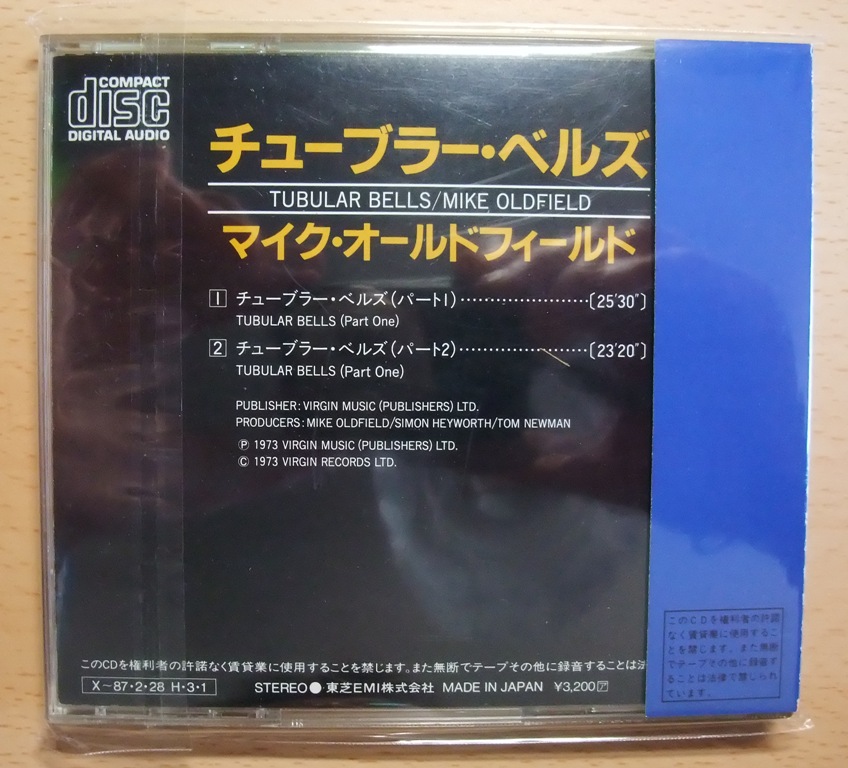 COMPACT
disc
DIGITAL AUDIO
チューブラー・ベルズ
TUBULAR BELLS/MIKE OLDFIELD
マイク・オールドフィールド
1 チューブラー・ベルズ(パート1)······················〔25′30″〕
TUBULAR BELLS (Part One)
2 チューブラー・ベルズ(パート2)······················〔23′20″〕
TUBULAR BELLS (Part One)
PUBLISHER: VIRGIN MUSIC (PUBLISHERS) LTD.
PRODUCERS: MIKE OLDFIELD/SIMON HEYWORTH/TOM NEWMAN
Ⓟ 1973 VIRGIN MUSIC (PUBLISHERS) LTD.
Ⓒ 1973 VIRGIN RECORDS LTD.
このCDを権利者の許諾なく賃貸業に使用することを禁じます。また無断でテープその他に録音することは法
X~87・2・28 H・3・1
STEREO●・東芝EMI株式会社 MADE IN JAPAN ¥3,200ア
このCDを権利者の許諾
なく賃貸業に使用するこ
とを禁じます。また無断
でテープその他に録音す
ることは法律で禁じられ
ています。